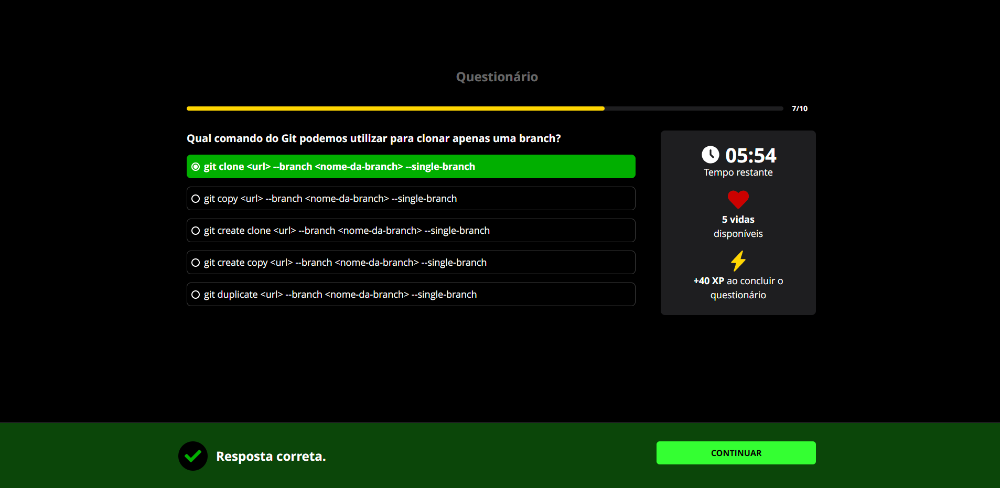 Questionário
7/10
Qual comando do Git podemos utilizar para clonar apenas uma branch?
git clone <url> --branch <nome-da-branch> --single-branch
git copy <url> --branch <nome-da-branch> --single-branch
git create clone <url> --branch <nome-da-branch> --single-branch
git create copy <url> --branch <nome-da-branch> --single-branch
git duplicate <url> --branch <nome-da-branch> --single-branch
05:54
Tempo restante
5 vidas
disponíveis
+40 XP ao concluir o
questionário
Resposta correta.
CONTINUAR